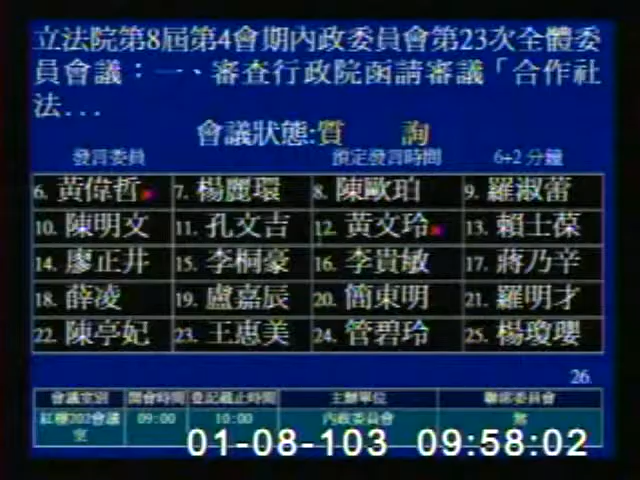 立法院第8屆第4會期內政委員會第23次全體委
員會議：一、審查行政院函請審議「合作社
法...
會議狀態:質 詢
發言委員 預定發言時間 6+2 分鐘
6. 黃偉哲 7. 楊麗環 8. 陳歐珀 9. 羅淑蕾
10. 陳明文 11. 孔文吉 12. 黃文玲 13. 賴士葆
14. 廖正井 15. 李桐豪 16. 李貴敏 17. 蔣乃辛
18. 薛凌 19. 盧嘉辰 20. 簡東明 21. 羅明才
22. 陳亭妃 23. 王惠美 24. 管碧玲 25. 楊瓊瓔
26.
會議室別 開會時間 登記截止時間 主辦單位 聯席委員會
紅樓202會議 09:00 10:00 內政委員會 無
室
01-08-103 09:58:02